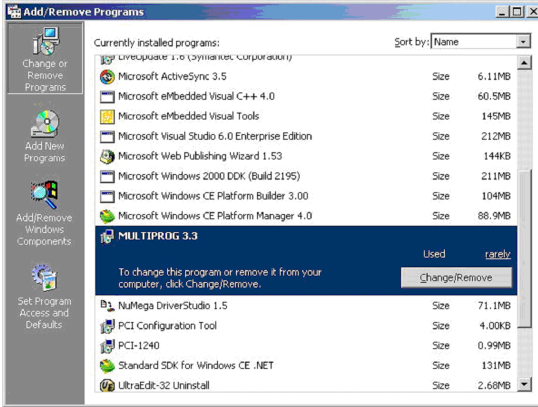 Add/Remove Programs
Currently installed programs:
Sort by: Name
Change or
Remove
Programs
Add New
Programs
Add/Remove
Windows
Components
Set Program
Access and
Defaults
LiveUpdate 1.6 (Symantec Corporation)
Microsoft ActiveSync 3.5 Size 6.11MB
Microsoft eMbedded Visual C++ 4.0 Size 60.5MB
Microsoft eMbedded Visual Tools Size 145MB
Microsoft Visual Studio 6.0 Enterprise Edition Size 212MB
Microsoft Web Publishing Wizard 1.53 Size 144KB
Microsoft Windows 2000 DDK (Build 2195) Size 211MB
Microsoft Windows CE Platform Builder 3.00 Size 104MB
Microsoft Windows CE Platform Manager 4.0 Size 88.9MB
MULTIPROG 3.3
Used rarely
To change this program or remove it from your
computer, click Change/Remove.
Change/Remove
NuMega DriverStudio 1.5 Size 71.1MB
PCI Configuration Tool Size 4.00KB
PCI-1240 Size 0.99MB
Standard SDK for Windows CE .NET Size 131MB
UltraEdit-32 Uninstall Size 2.68MB